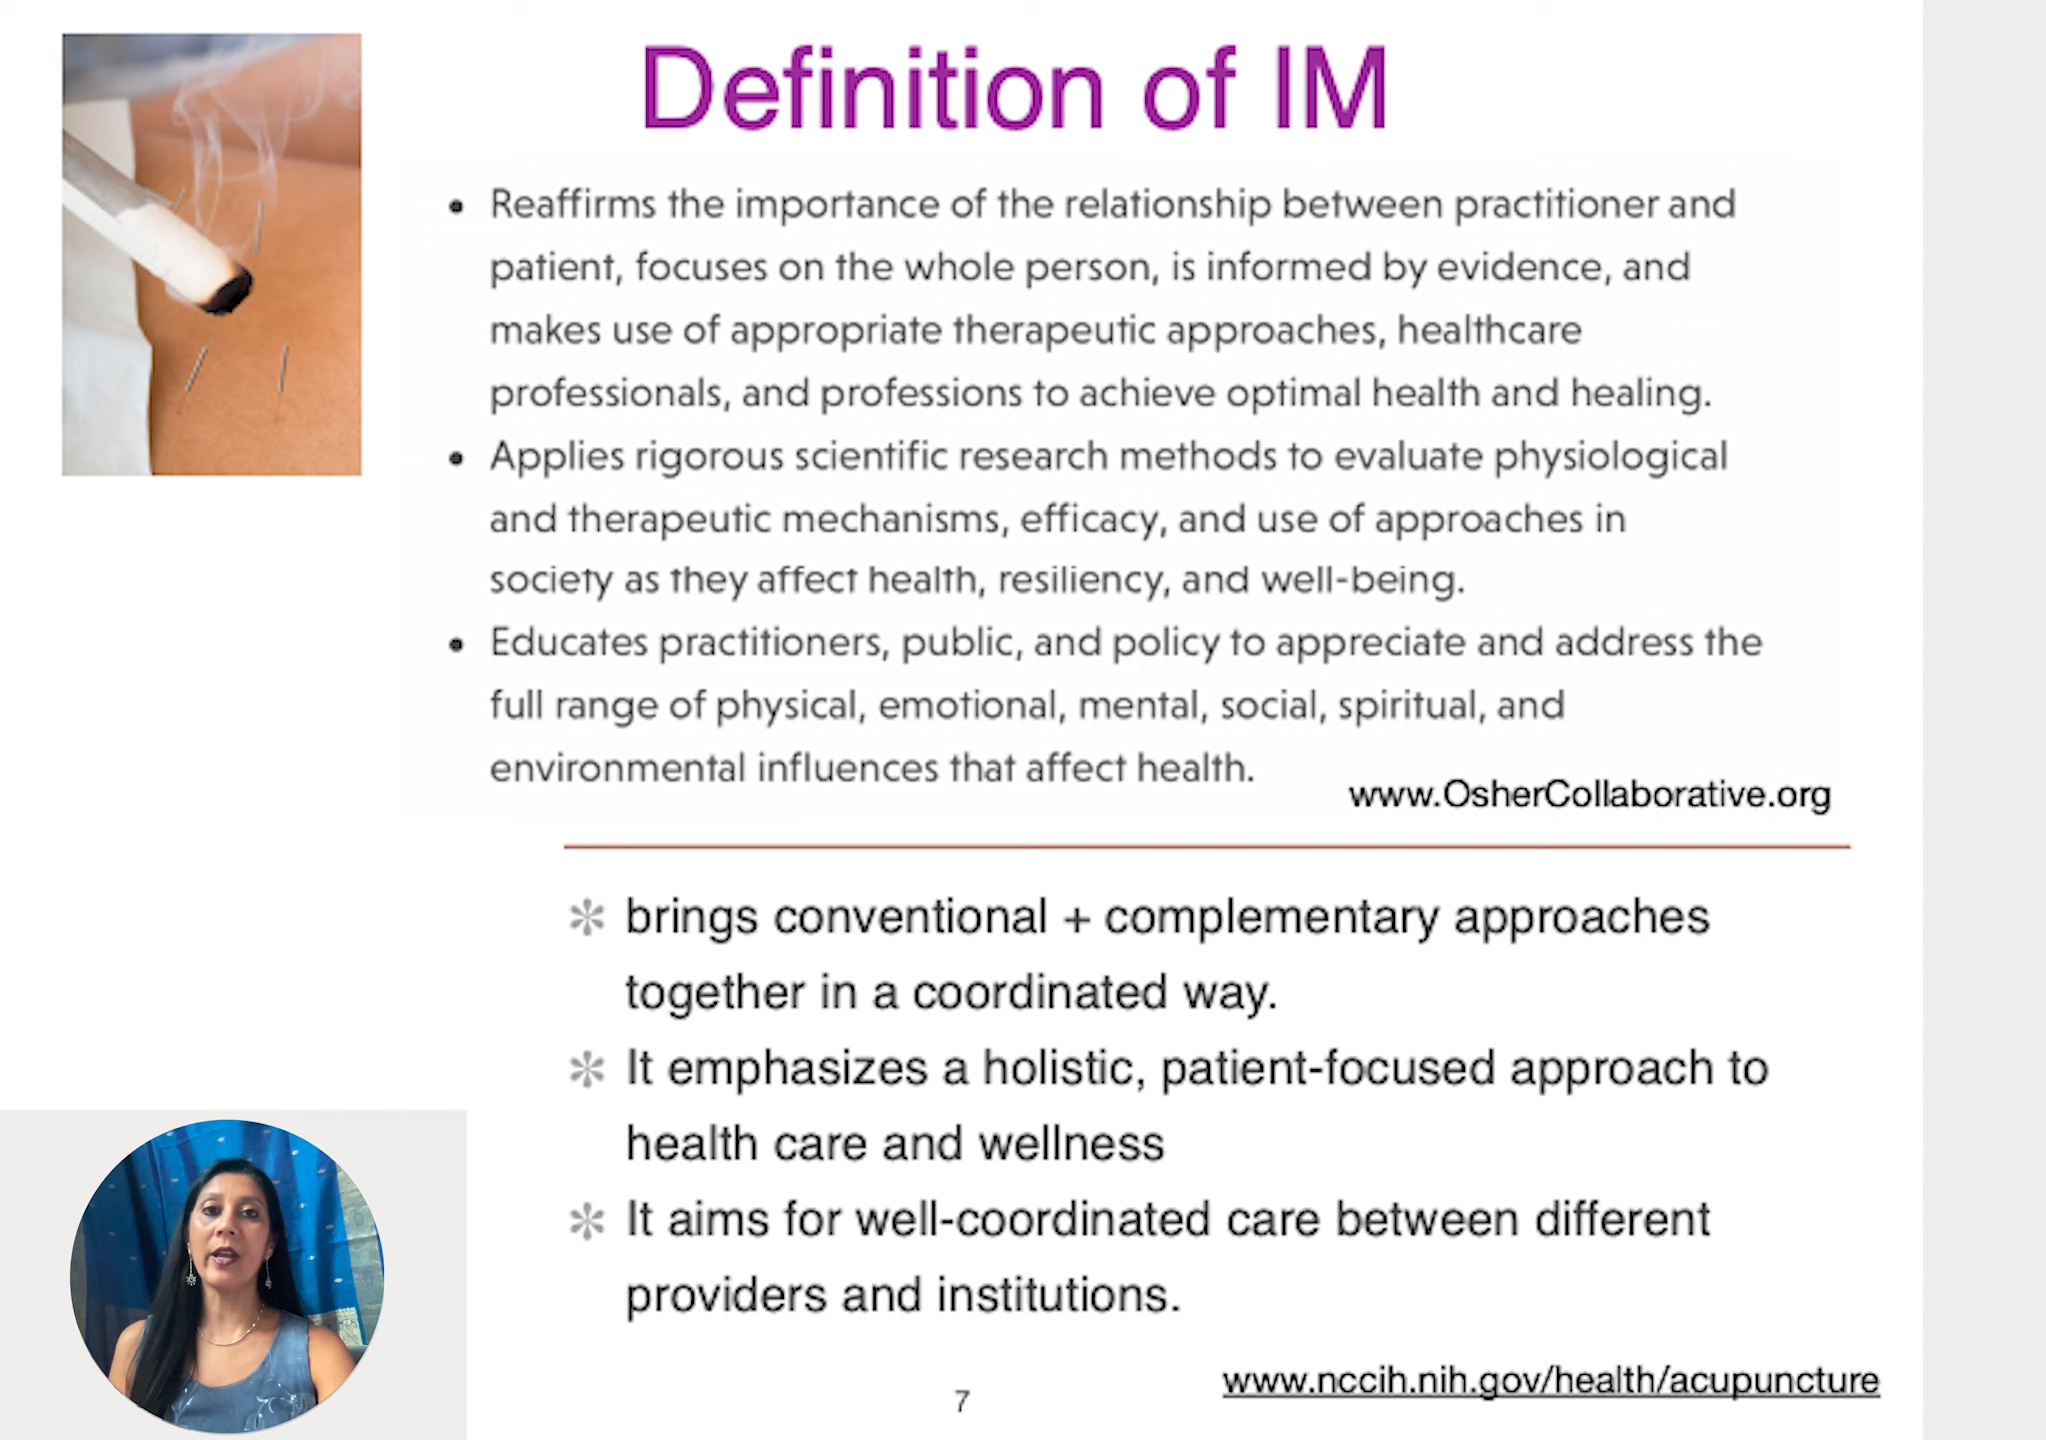 Definition of IM
• Reaffirms the importance of the relationship between practitioner and
patient, focuses on the whole person, is informed by evidence, and
makes use of appropriate therapeutic approaches, healthcare
professionals, and professions to achieve optimal health and healing.
• Applies rigorous scientific research methods to evaluate physiological
and therapeutic mechanisms, efficacy, and use of approaches in
society as they affect health, resiliency, and well-being.
• Educates practitioners, public, and policy to appreciate and address the
full range of physical, emotional, mental, social, spiritual, and
environmental influences that affect health.
www.OsherCollaborative.org
✼ brings conventional + complementary approaches
together in a coordinated way.
✼ It emphasizes a holistic, patient-focused approach to
health care and wellness
✼ It aims for well-coordinated care between different
providers and institutions.
www.nccih.nih.gov/health/acupuncture
7